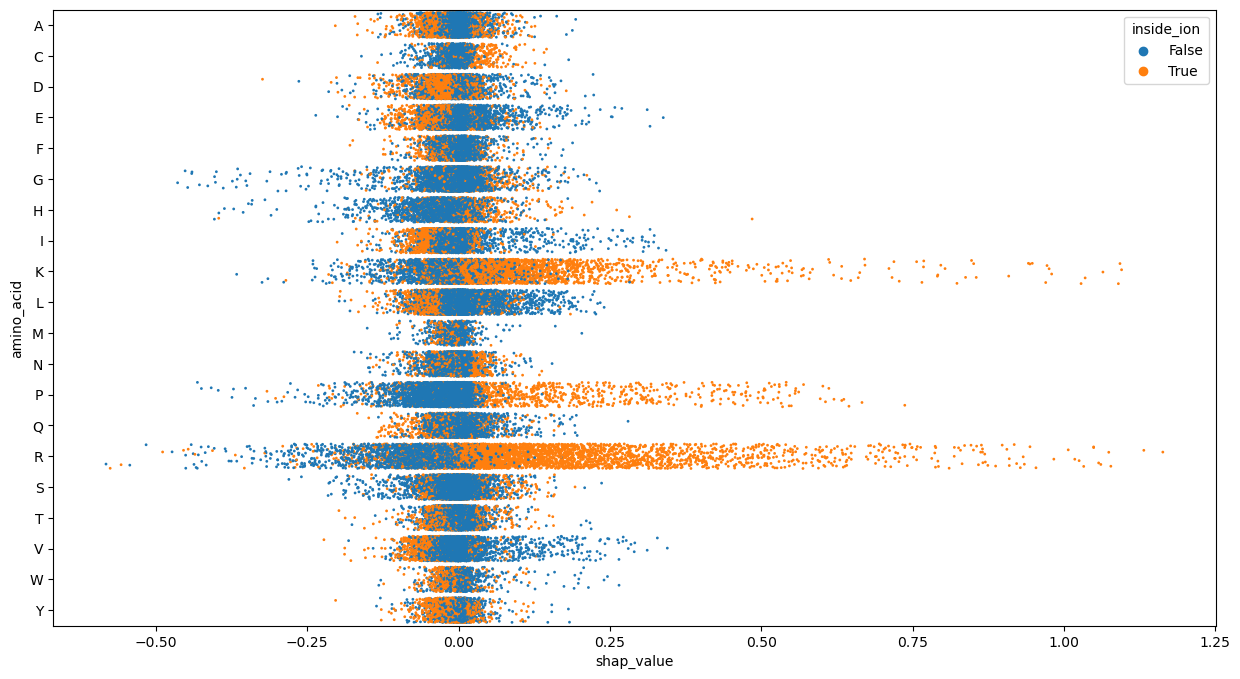 inside_ion
False
True
amino_acid
A
C
D
E
F
G
H
I
K
L
M
N
P
Q
R
S
T
V
W
Y
−0.50 −0.25 0.00 0.25 0.50 0.75 1.00 1.25
shap_value